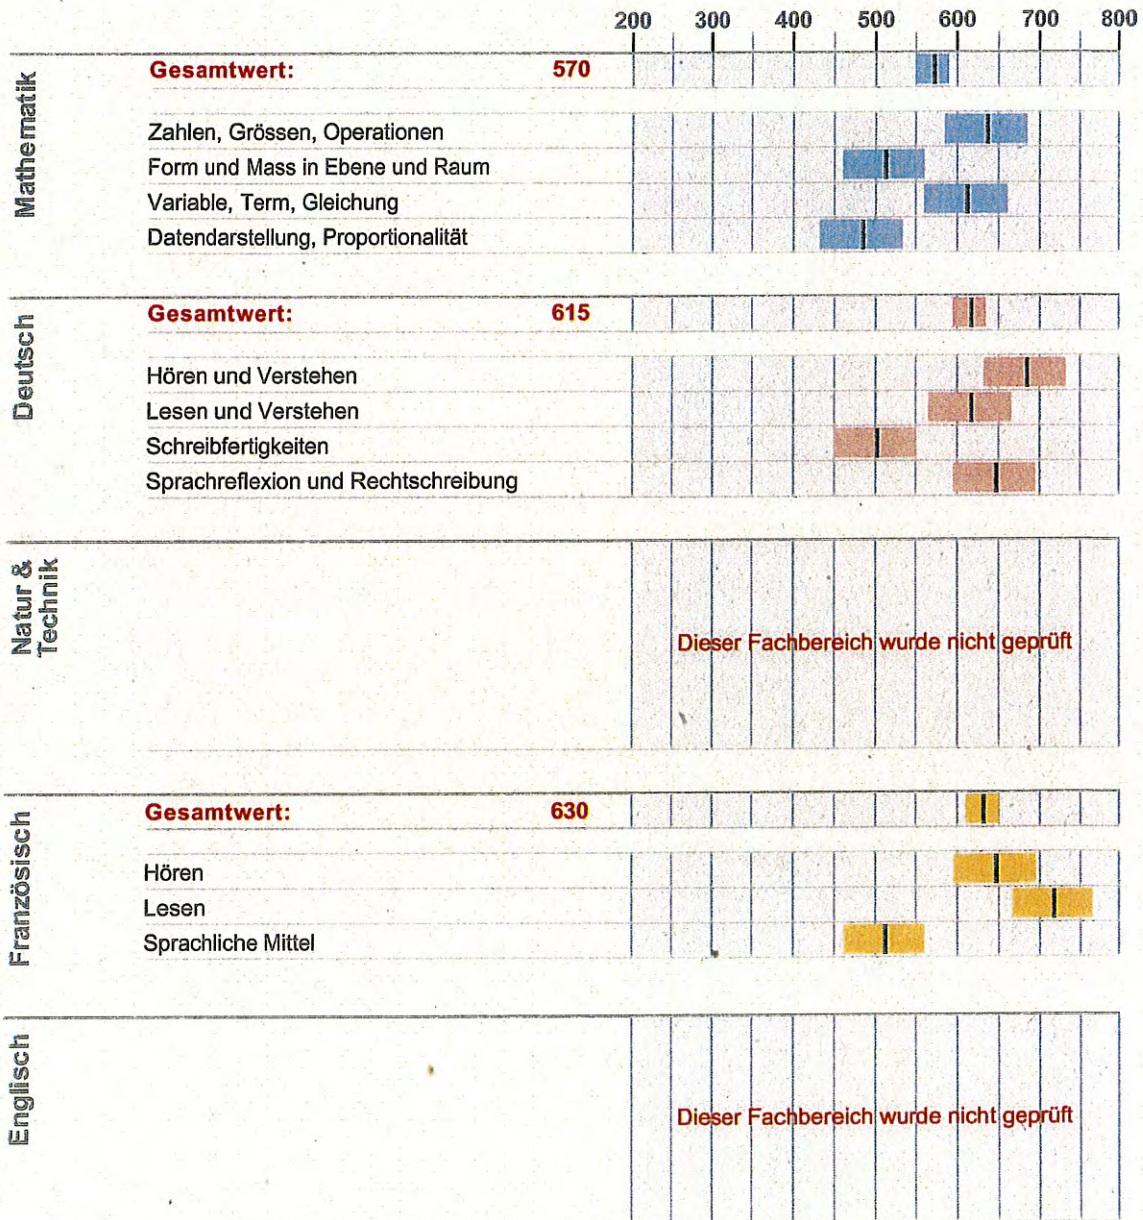 200 300 400 500 600 700 800
Mathematik
Gesamtwert: 570
Zahlen, Grössen, Operationen
Form und Mass in Ebene und Raum
Variable, Term, Gleichung
Datendarstellung, Proportionalität
Deutsch
Gesamtwert: 615
Hören und Verstehen
Lesen und Verstehen
Schreibfertigkeiten
Sprachreflexion und Rechtschreibung
Natur &
Technik
Dieser Fachbereich wurde nicht geprüft
Französisch
Gesamtwert: 630
Hören
Lesen
Sprachliche Mittel
Englisch
Dieser Fachbereich wurde nicht geprüft